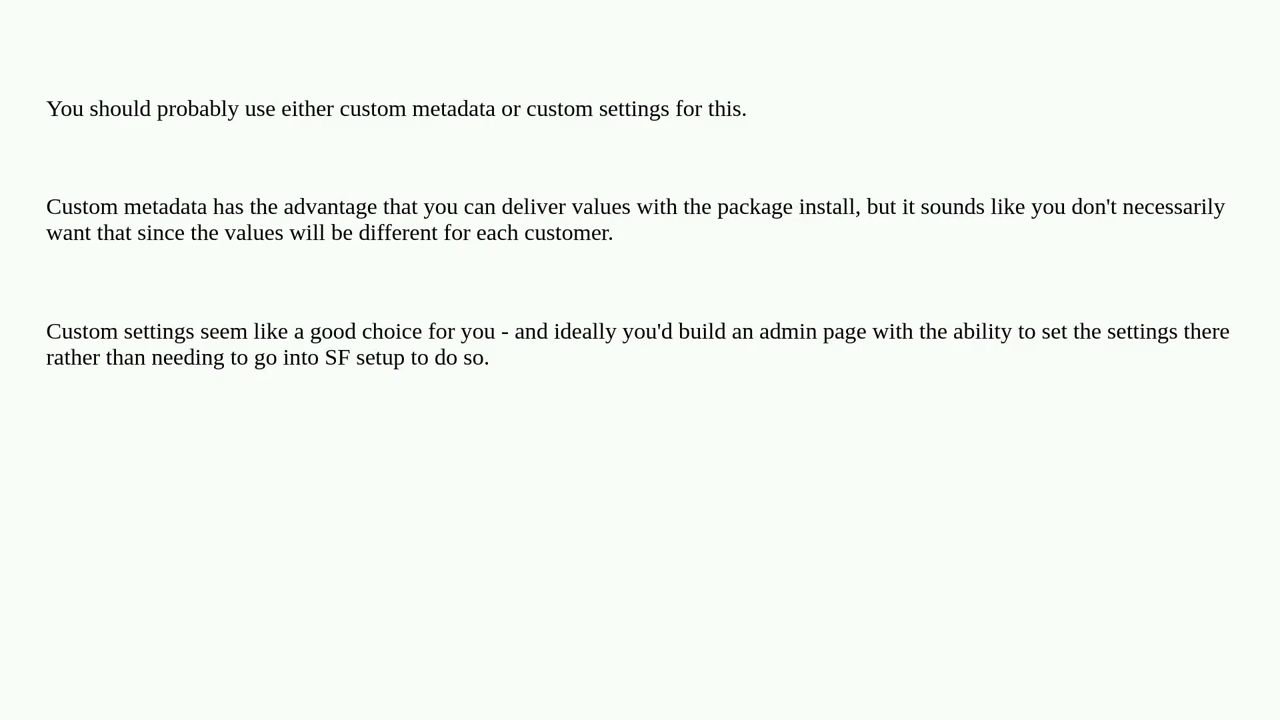 You should probably use either custom metadata or custom settings for this.
Custom metadata has the advantage that you can deliver values with the package install, but it sounds like you don't necessarily
want that since the values will be different for each customer.
Custom settings seem like a good choice for you - and ideally you'd build an admin page with the ability to set the settings there
rather than needing to go into SF setup to do so.